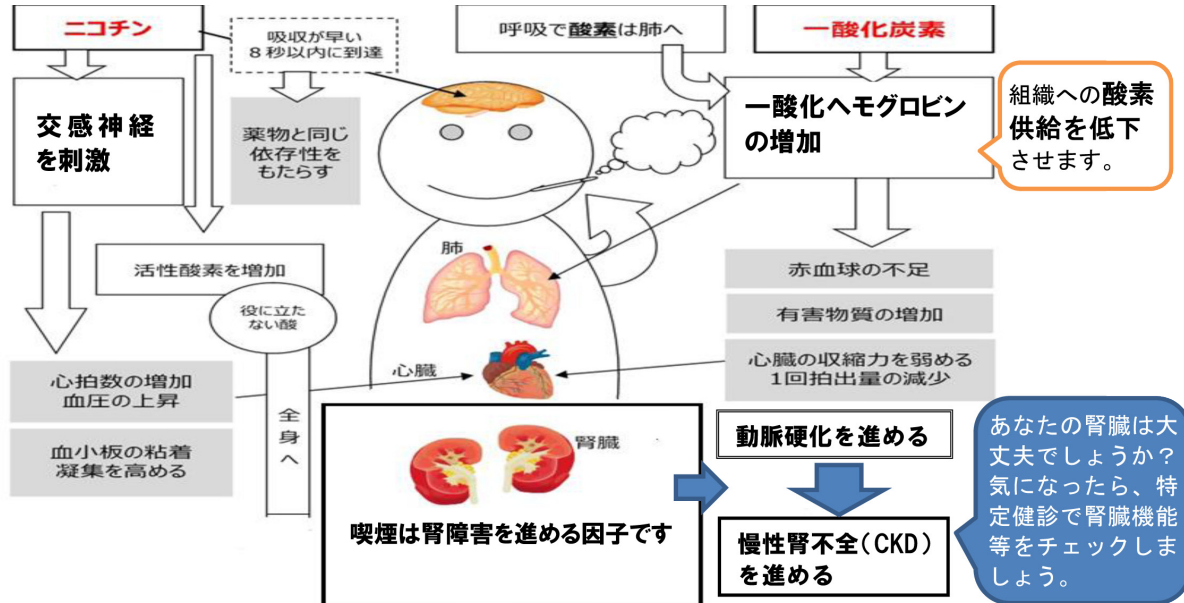 ニコチン
吸収が早い
8秒以内に到達
呼吸で酸素は肺へ
一酸化炭素
交感神経
を刺激
薬物と同じ
依存性を
もたらす
一酸化ヘモグロビン
の増加
組織への酸素
供給を低下
させます。
肺
活性酸素を増加
役に立た
ない酸
全身へ
赤血球の不足
有害物質の増加
心臓の収縮力を弱める
1回拍出量の減少
心臓
心拍数の増加
血圧の上昇
血小板の粘着
凝集を高める
腎臓
喫煙は腎障害を進める因子です
動脈硬化を進める
慢性腎不全(CKD)
を進める
あなたの腎臓は大
丈夫でしょうか?
気になったら、特
定健診で腎臓機能
等をチェックしま
しょう。